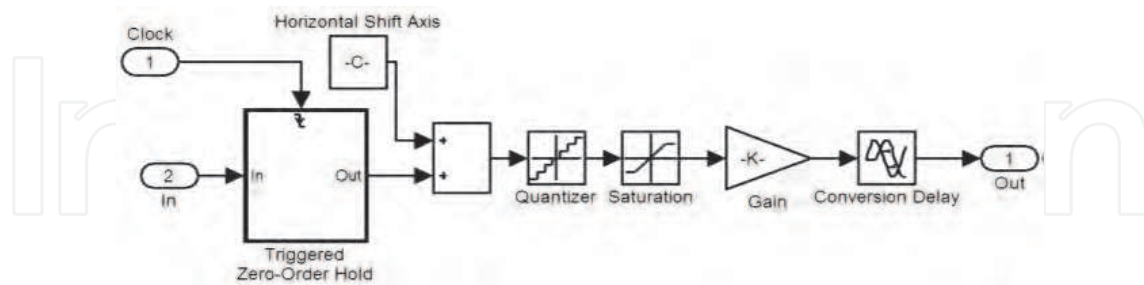 Horizontal Shift Axis
Clock
1
-C-
2
In
In
Out
+
+
Triggered
Zero-Order Hold
Quantizer
Saturation
-K-
Gain
Conversion Delay
1
Out